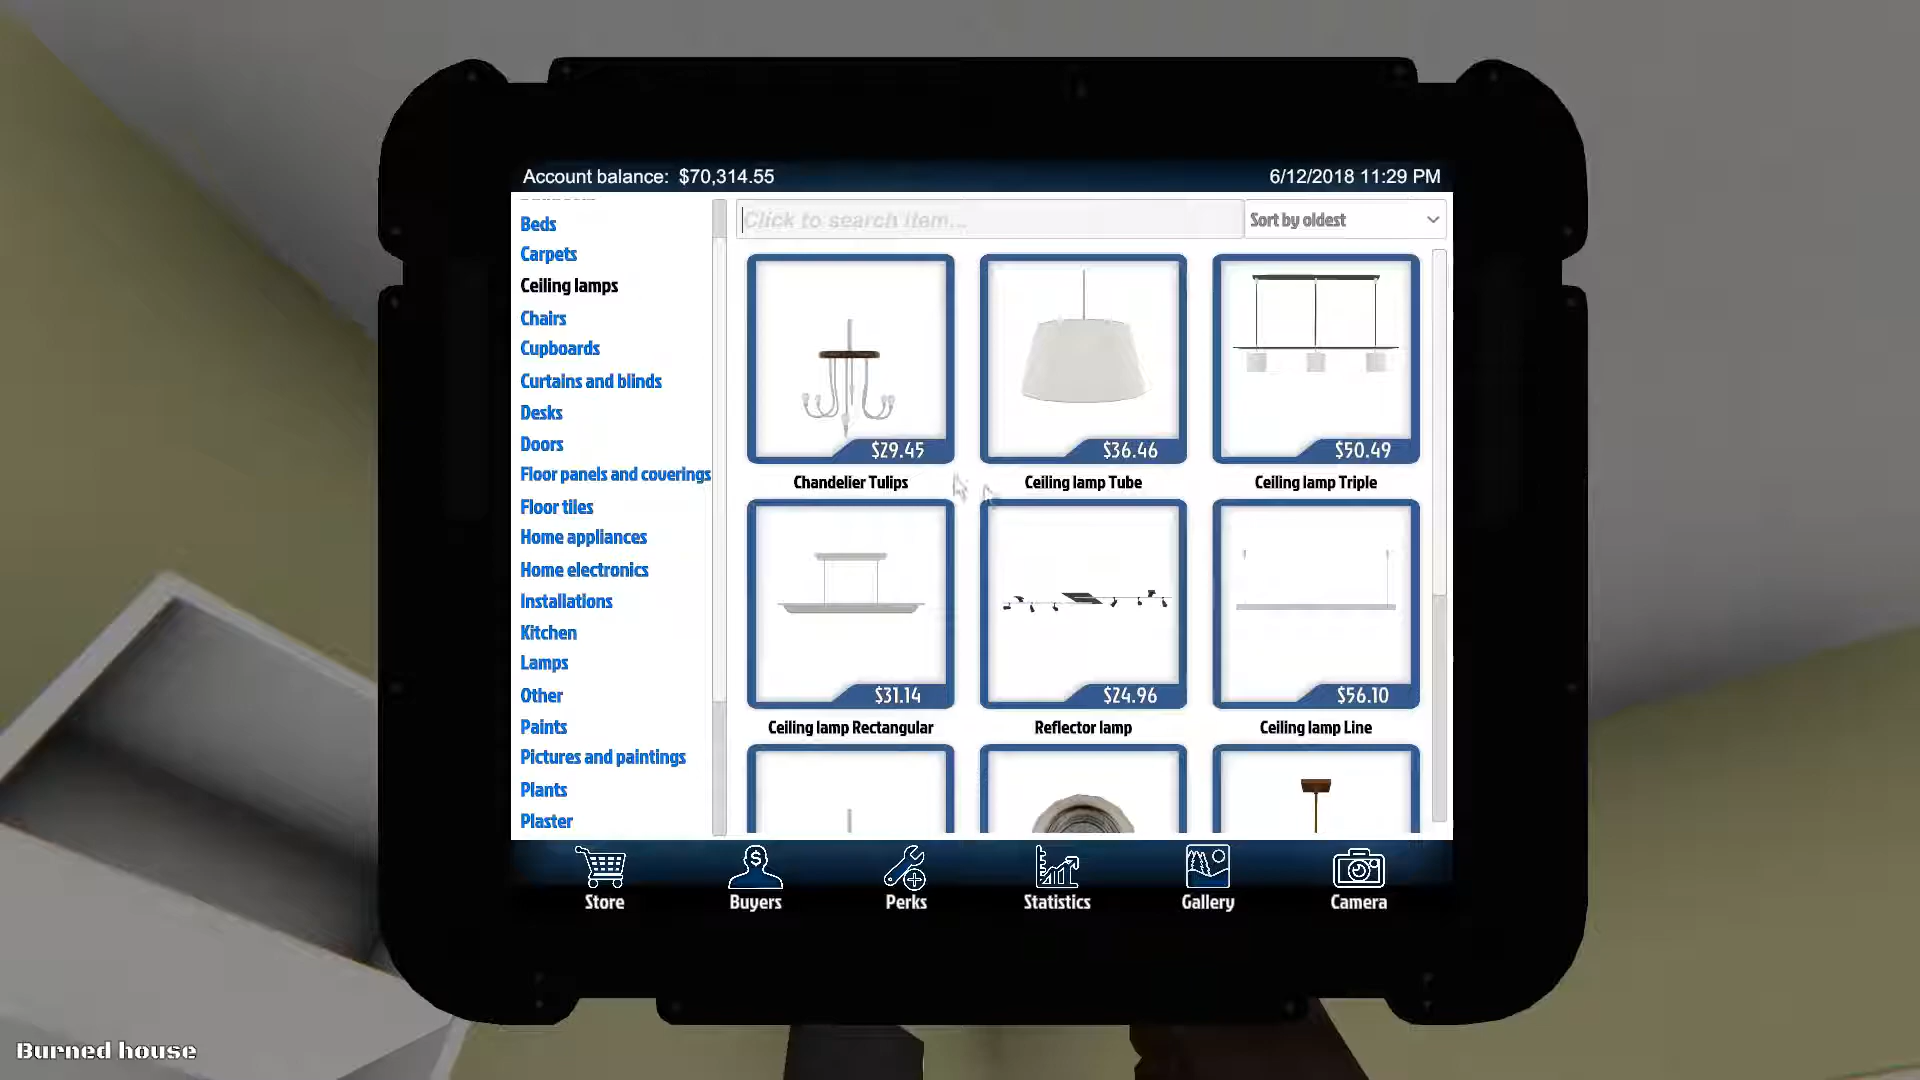 Account balance: $70,314.55
6/12/2018 11:29 PM
Click to search item...
Sort by oldest
Beds
Carpets
Ceiling lamps
Chairs
Cupboards
Curtains and blinds
Desks
Doors
Floor panels and coverings
Floor tiles
Home appliances
Home electronics
Installations
Kitchen
Lamps
Other
Paints
Pictures and paintings
Plants
Plaster
$29.45
$36.46
$50.49
Chandelier Tulips
Ceiling lamp Tube
Ceiling lamp Triple
$31.14
$24.96
$56.10
Ceiling lamp Rectangular
Reflector lamp
Ceiling lamp Line
Store
Buyers
Perks
Statistics
Gallery
Camera
Burned house